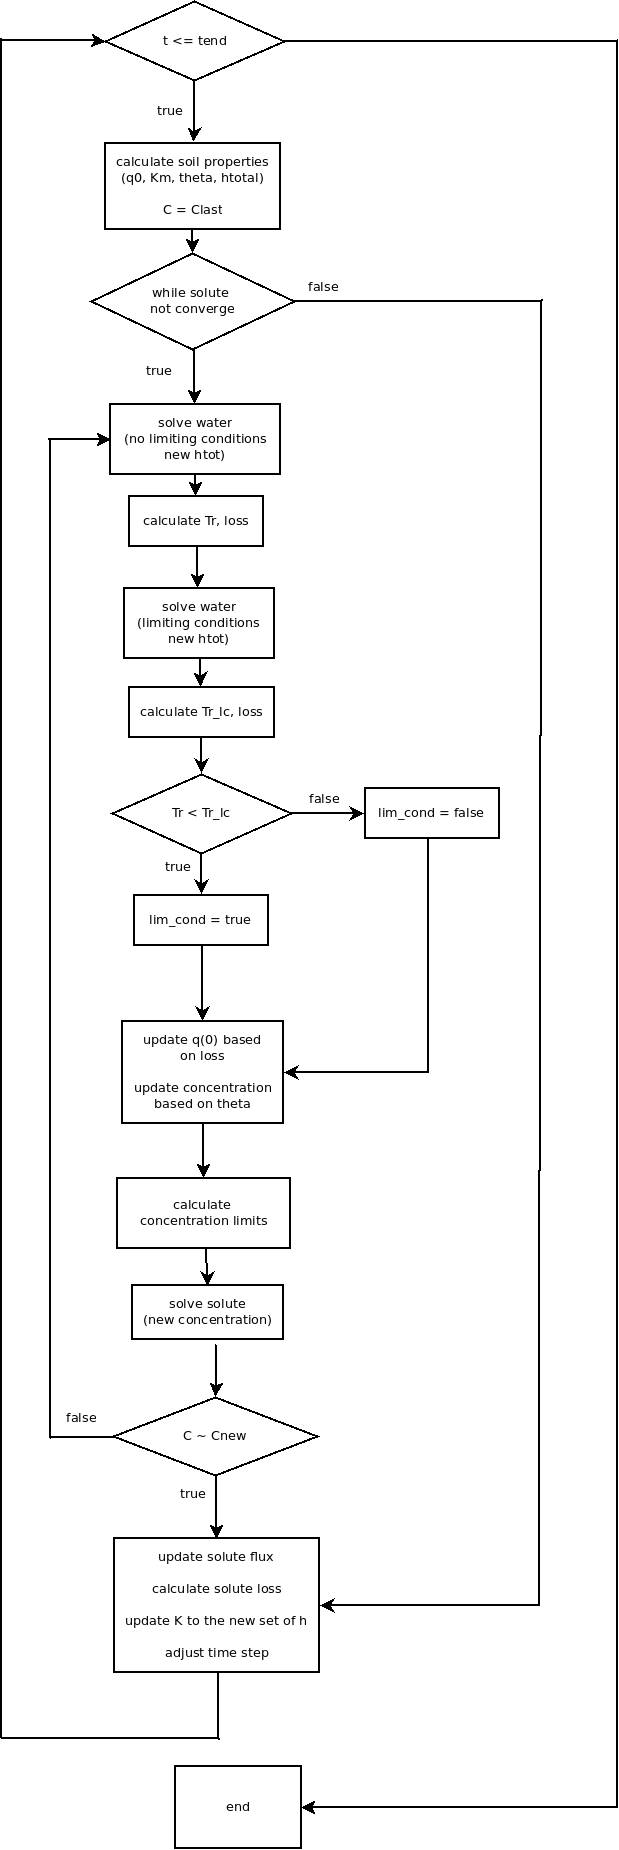 t <= tend
true
calculate soil properties
(q0, Km, theta, htotal)
C = Clast
while solute
not converge
false
true
solve water
(no limiting conditions
new htot)
calculate Tr, loss
solve water
(limiting conditions
new htot)
calculate Tr_lc, loss
Tr < Tr_lc
false
lim_cond = false
true
lim_cond = true
update q(0) based
on loss
update concentration
based on theta
calculate
concentration limits
solve solute
(new concentration)
C ~ Cnew
false
true
update solute flux
calculate solute loss
update K to the new set of h
adjust time step
end